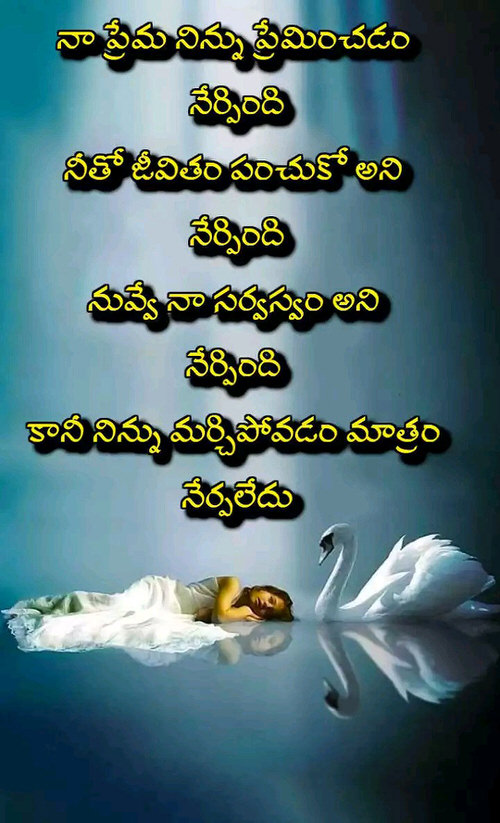 నా ప్రేమ నిన్ను ప్రేమించడం
నేర్పింది
నీతో జీవితం పంచుకో అని
నేర్పింది
నువ్వే నా సర్వస్వం అని
నేర్పింది
కానీ నిన్ను మర్చిపోవడం మాత్రం
నేర్పలేదు